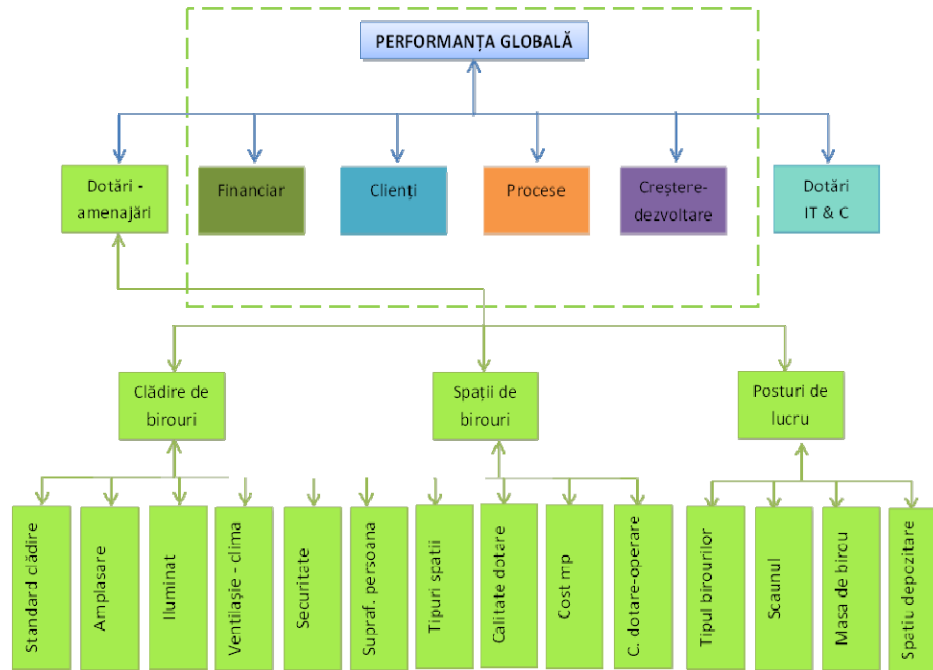 PERFORMANȚA GLOBALĂ
Dotări -
amenajări
Financiar
Clienți
Procese
Creștere-
dezvoltare
Dotări
IT & C
Clădire de
birouri
Spații de
birouri
Posturi de
lucru
Standard clădire
Amplasare
Iluminat
Ventilașie - clima
Securitate
Supraf. persoana
Tipuri spatii
Calitate dotare
Cost mp
C. dotare-operare
Tipul birourilor
Scaunul
Masa de birou
Spatiu depozitare